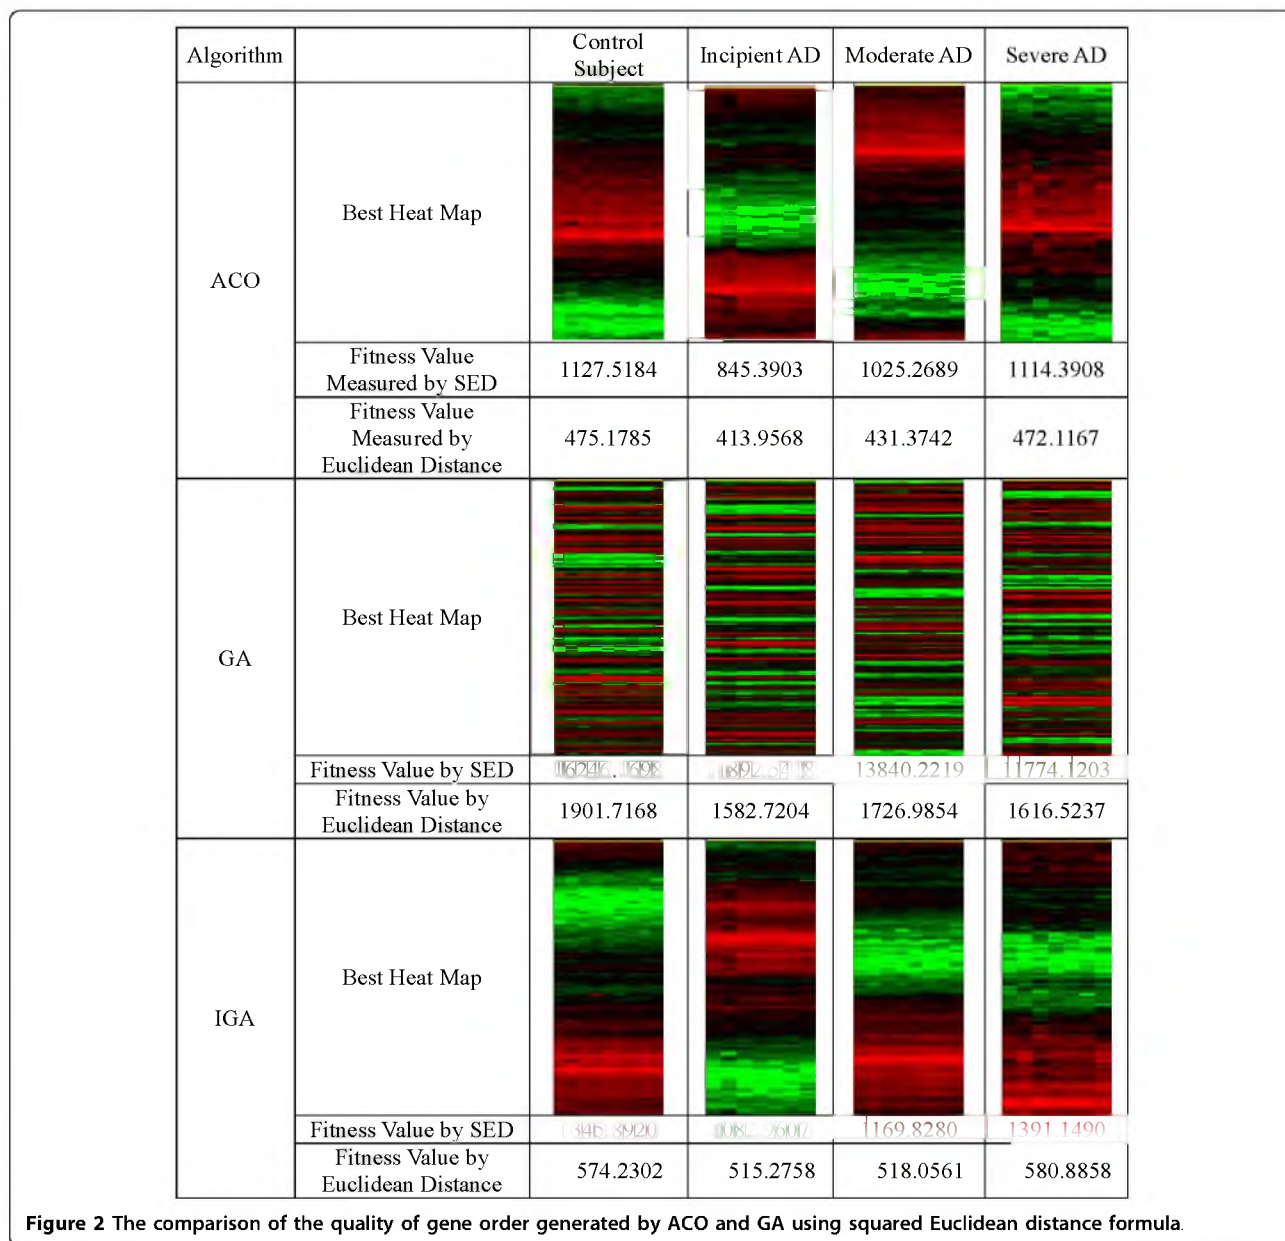 Algorithm Control Subject Incipient AD Moderate AD Severe AD
ACO
Best Heat Map
Fitness Value Measured by SED 1127.5184 845.3903 1025.2689 1114.3908
Fitness Value Measured by Euclidean Distance 475.1785 413.9568 431.3742 472.1167
GA
Best Heat Map
Fitness Value by SED 13840.2219 11774.1203
Fitness Value by Euclidean Distance 1901.7168 1582.7204 1726.9854 1616.5237
IGA
Best Heat Map
Fitness Value by SED 1169.8280 1391.1490
Fitness Value by Euclidean Distance 574.2302 515.2758 518.0561 580.8858
Figure 2 The comparison of the quality of gene order generated by ACO and GA using squared Euclidean distance formula.